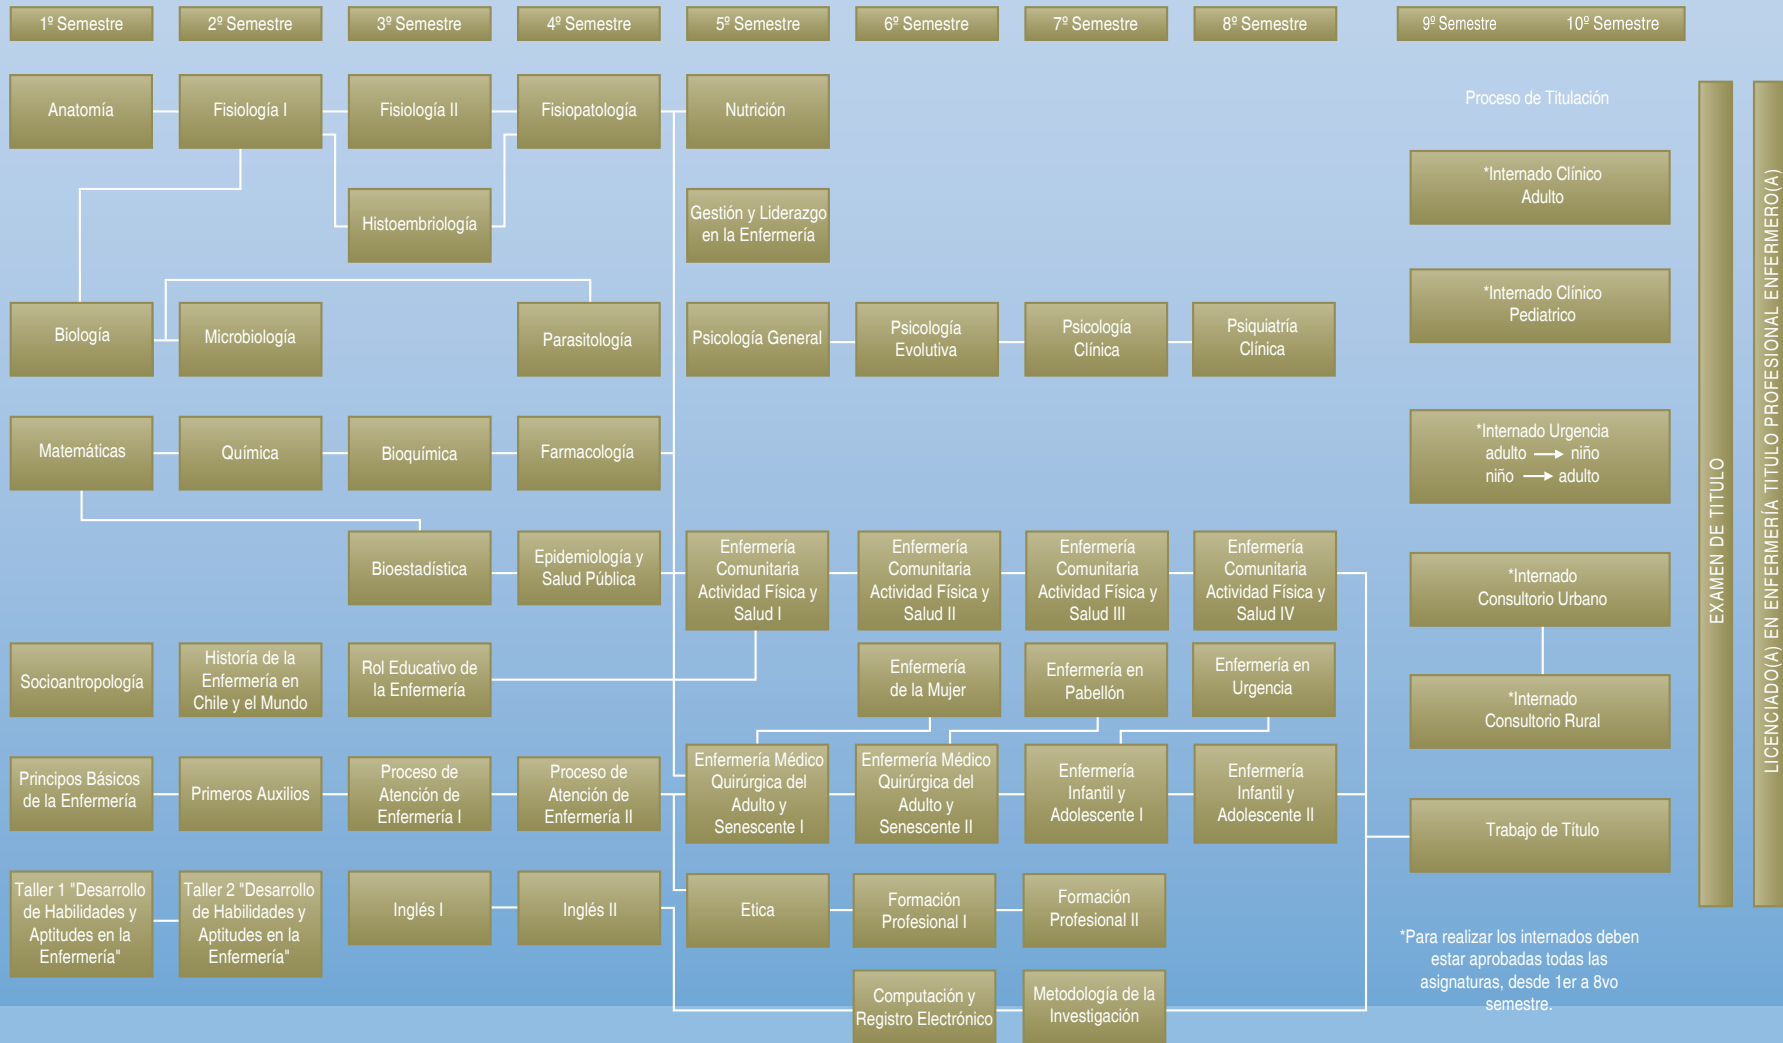 1º Semestre
2º Semestre
3º Semestre
4º Semestre
5º Semestre
6º Semestre
7º Semestre
8º Semestre
9º Semestre
10º Semestre
Anatomía
Fisiología I
Fisiología II
Fisiopatología
Nutrición
Proceso de Titulación
Histoembriología
Gestión y Liderazgo
en la Enfermería
*Internado Clínico
Adulto
Biología
Microbiología
Parasitología
Psicología General
Psicología
Evolutiva
Psicología
Clínica
Psiquiatría
Clínica
*Internado Clínico
Pediatrico
Matemáticas
Química
Bioquímica
Farmacología
*Internado Urgencia
adulto → niño
niño → adulto
Bioestadística
Epidemiología y
Salud Pública
Enfermería
Comunitaria
Actividad Física y
Salud I
Enfermería
Comunitaria
Actividad Física y
Salud II
Enfermería
Comunitaria
Actividad Física y
Salud III
Enfermería
Comunitaria
Actividad Física y
Salud IV
*Internado
Consultorio Urbano
Socioantropología
Historía de la
Enfermería en
Chile y el Mundo
Rol Educativo de
la Enfermería
Enfermería
de la Mujer
Enfermería en
Pabellón
Enfermería en
Urgencia
*Internado
Consultorio Rural
Principos Básicos
de la Enfermería
Primeros Auxilios
Proceso de
Atención de
Enfermería I
Proceso de
Atención de
Enfermería II
Enfermería Médico
Quirúrgica del
Adulto y
Senescente I
Enfermería Médico
Quirúrgica del
Adulto y
Senescente II
Enfermería
Infantil y
Adolescente I
Enfermería
Infantil y
Adolescente II
Trabajo de Título
Taller 1 "Desarrollo
de Habilidades y
Aptitudes en la
Enfermería"
Taller 2 "Desarrollo
de Habilidades y
Aptitudes en la
Enfermería"
Inglés I
Inglés II
Etica
Formación
Profesional I
Formación
Profesional II
Computación y
Registro Electrónico
Metodología de la
Investigación
*Para realizar los internados deben
estar aprobadas todas las
asignaturas, desde 1er a 8vo
semestre.
EXAMEN DE TITULO
LICENCIADO(A) EN ENFERMERÍA TITULO PROFESIONAL ENFERMERO(A)